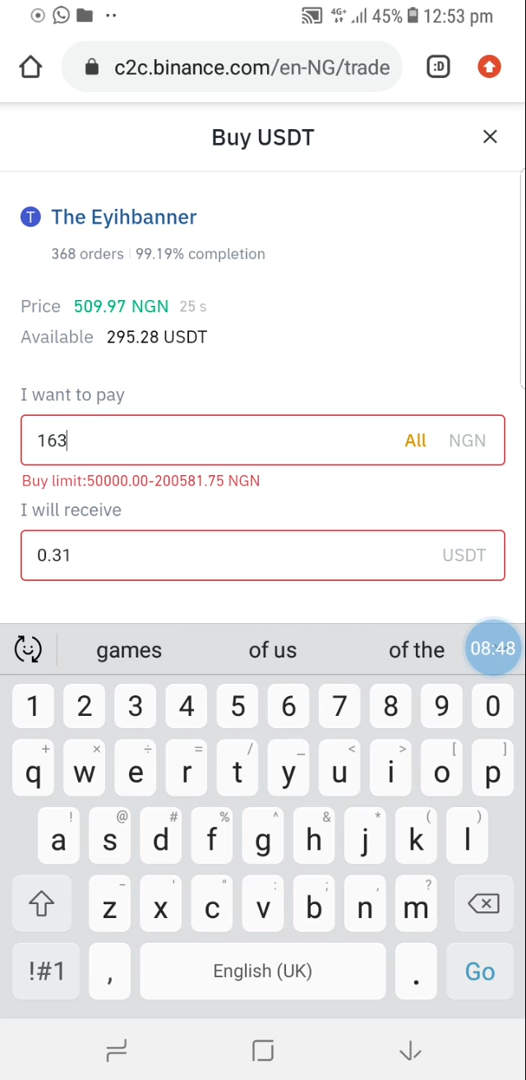 4G+ 45% 12:53 pm
c2c.binance.com/en-NG/trade :D
Buy USDT ×
T The Eyihbanner
368 orders | 99.19% completion
Price 509.97 NGN 25 s
Available 295.28 USDT
I want to pay
163 All NGN
Buy limit:50000.00-200581.75 NGN
I will receive
0.31 USDT
games of us of the 08:48
1 2 3 4 5 6 7 8 9 0
+ × ÷ = / _ < > [ ]
q w e r t y u i o p
! @ # % ^ & * ( )
a s d f g h j k l
- ' " : ; , ?
z x c v b n m
!#1 , English (UK) . Go